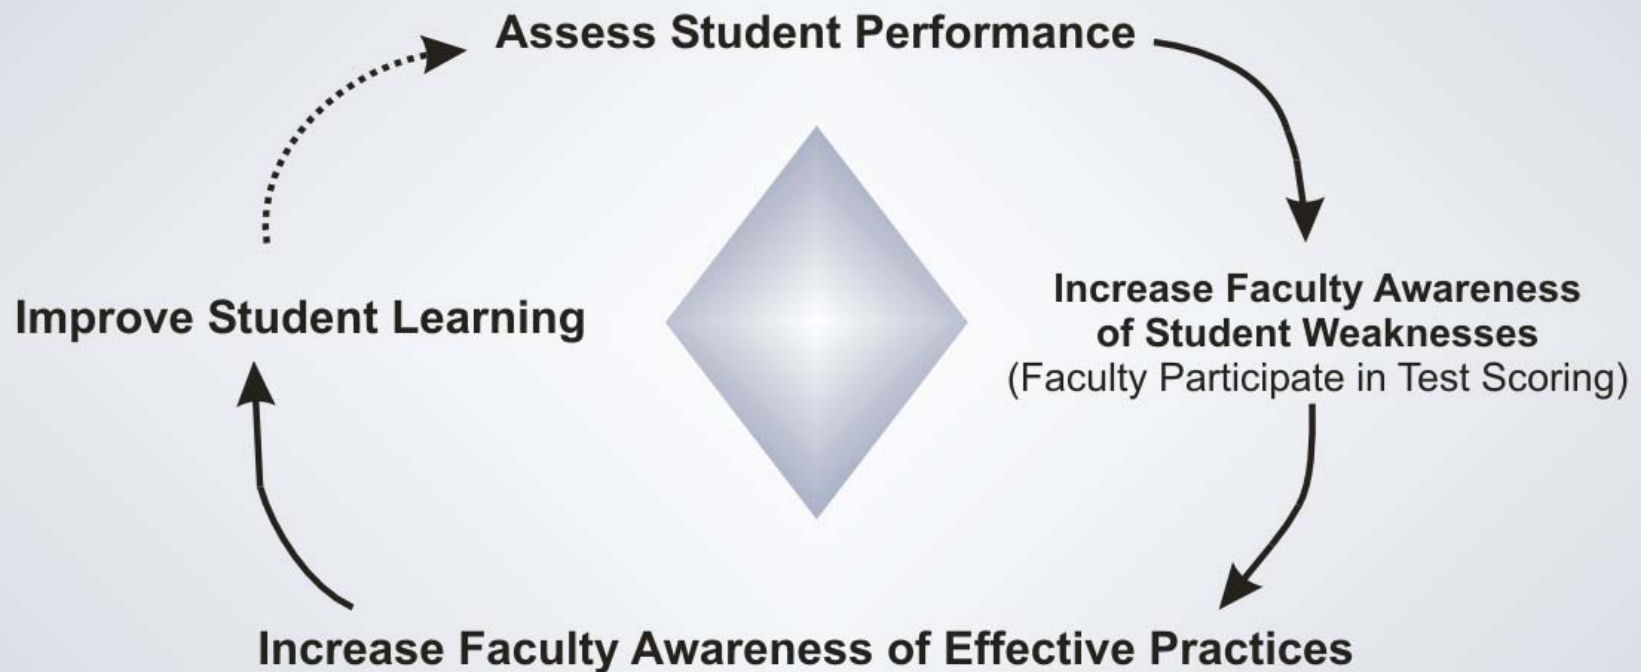 Assess Student Performance
Increase Faculty Awareness
of Student Weaknesses
(Faculty Participate in Test Scoring)
Increase Faculty Awareness of Effective Practices
Improve Student Learning